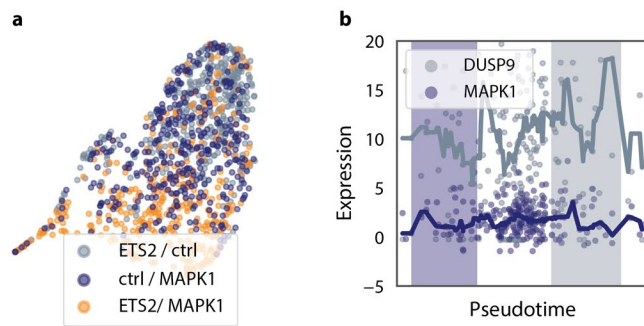 a
ETS2 / ctrl
ctrl / MAPK1
ETS2/ MAPK1
b
20
15
10
5
0
−5
Expression
DUSP9
MAPK1
Pseudotime